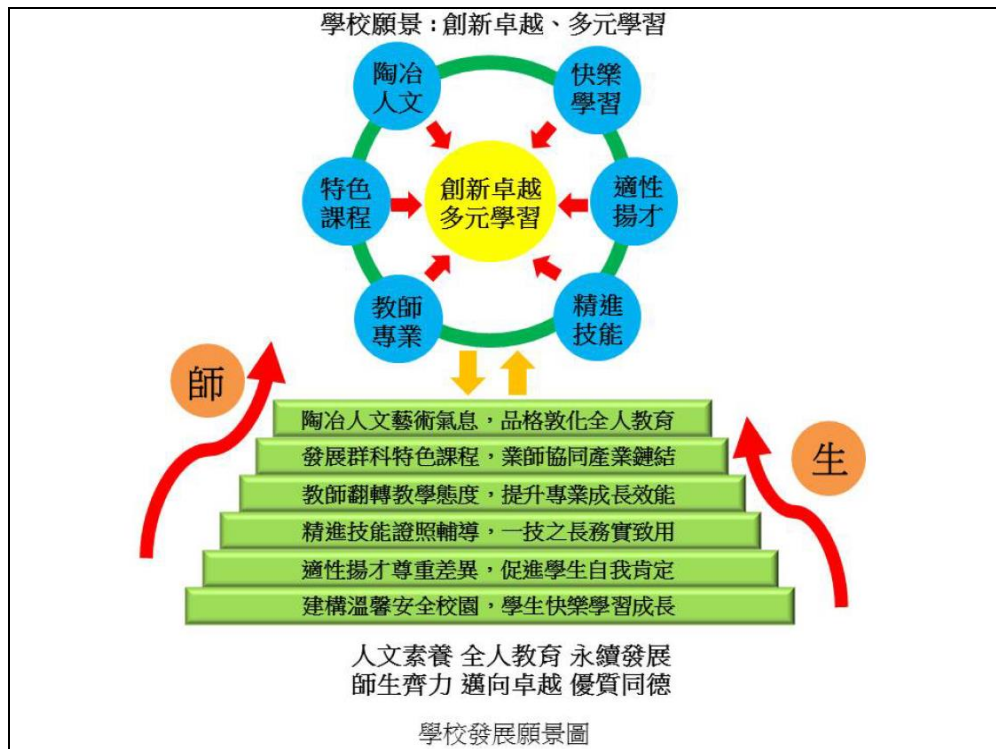 學校願景：創新卓越、多元學習
陶冶
人文
快樂
學習
特色
課程
創新卓越
多元學習
適性
揚才
教師
專業
精進
技能
師
生
陶冶人文藝術氣息，品格敦化全人教育
發展群科特色課程，業師協同產業鏈結
教師翻轉教學態度，提升專業成長效能
精進技能證照輔導，一技之長務實致用
適性揚才尊重差異，促進學生自我肯定
建構溫馨安全校園，學生快樂學習成長
人文素養 全人教育 永續發展
師生齊力 邁向卓越 優質同德
學校發展願景圖